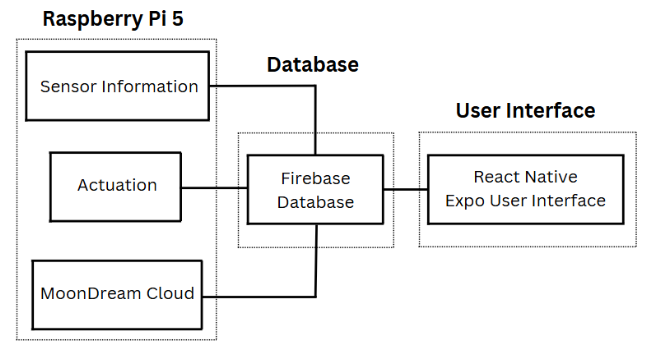 Raspberry Pi 5
Sensor Information
Actuation
MoonDream Cloud
Database
Firebase
Database
User Interface
React Native
Expo User Interface